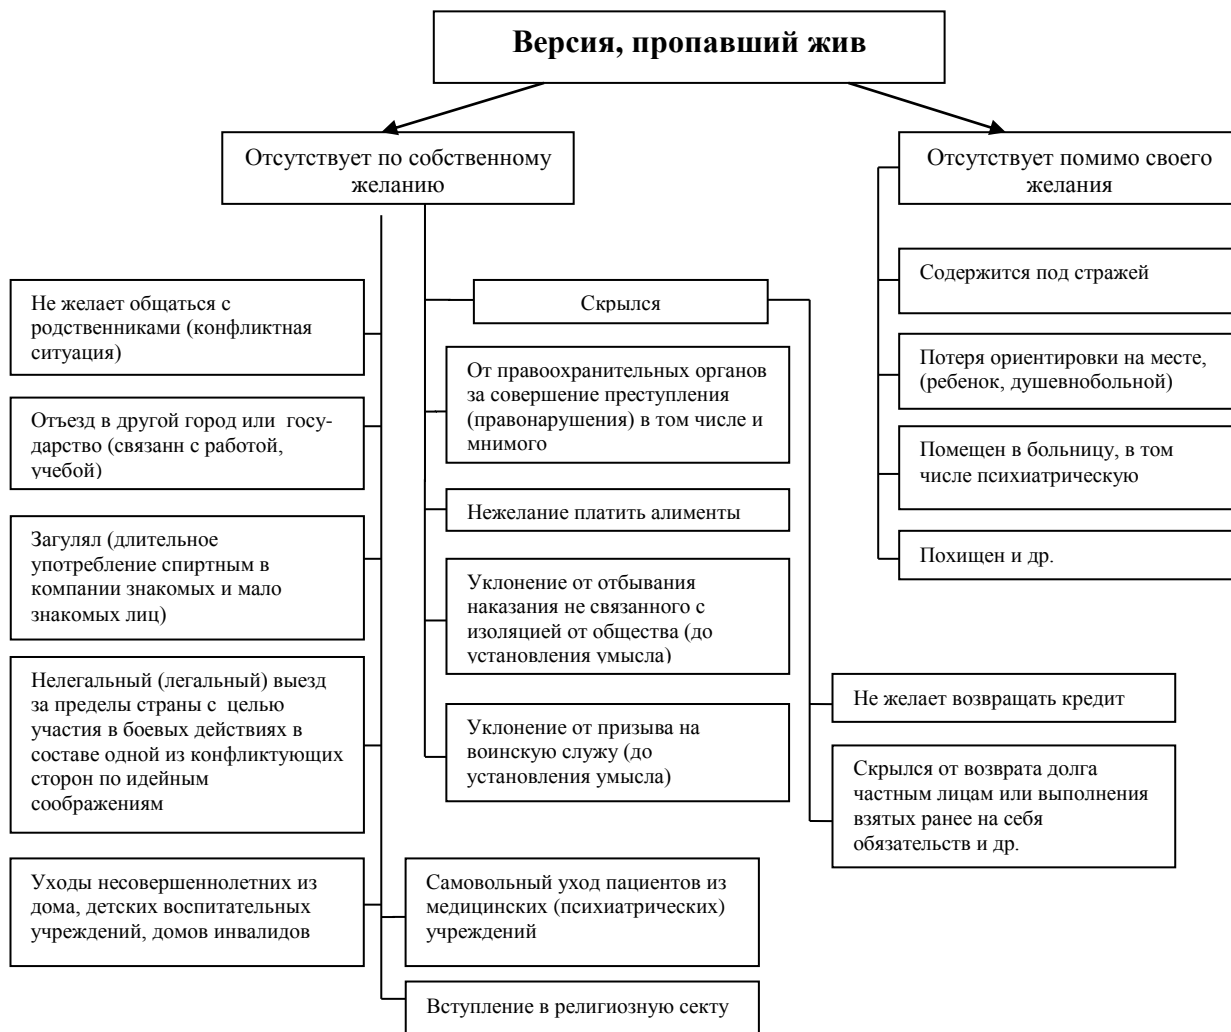 Версия, пропавший жив
Отсутствует по собственному
желанию
Отсутствует помимо своего
желания
Не желает общаться с
родственниками (конфликтная
ситуация)
Отъезд в другой город или госу-
дарство (связанн с работой,
учебой)
Загулял (длительное
употребление спиртным в
компании знакомых и мало
знакомых лиц)
Нелегальный (легальный) выезд
за пределы страны с целью
участия в боевых действиях в
составе одной из конфликтующих
сторон по идейным
соображениям
Уходы несовершеннолетних из
дома, детских воспитательных
учреждений, домов инвалидов
Самовольный уход пациентов из
медицинских (психиатрических)
учреждений
Вступление в религиозную секту
Скрылся
От правоохранительных органов
за совершение преступления
(правонарушения) в том числе и
мнимого
Нежелание платить алименты
Уклонение от отбывания
наказания не связанного с
изоляцией от общества (до
установления умысла)
Уклонение от призыва на
воинскую служу (до
установления умысла)
Не желает возвращать кредит
Скрылся от возврата долга
частным лицам или выполнения
взятых ранее на себя
обязательств и др.
Содержится под стражей
Потеря ориентировки на месте,
(ребенок, душевнобольной)
Помещен в больницу, в том
числе психиатрическую
Похищен и др.